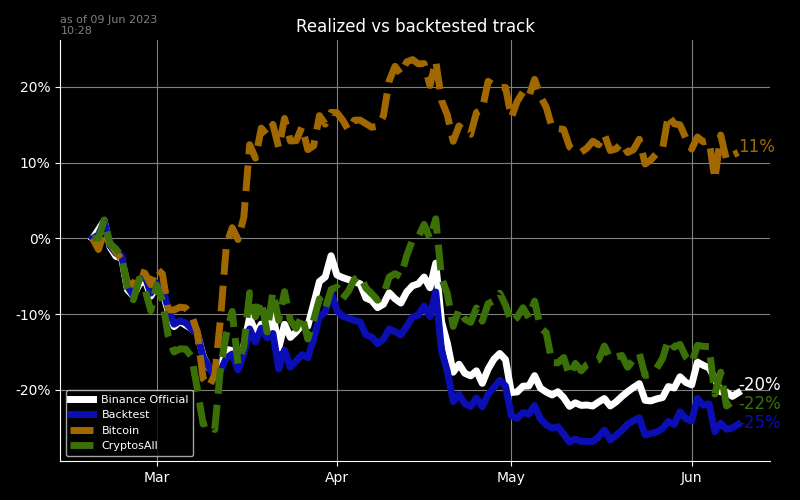 as of 09 Jun 2023
10:28
Realized vs backtested track
20%
10%
0%
-10%
-20%
11%
-20%
-22%
-25%
Binance Official
Backtest
Bitcoin
CryptosAll
Mar
Apr
May
Jun